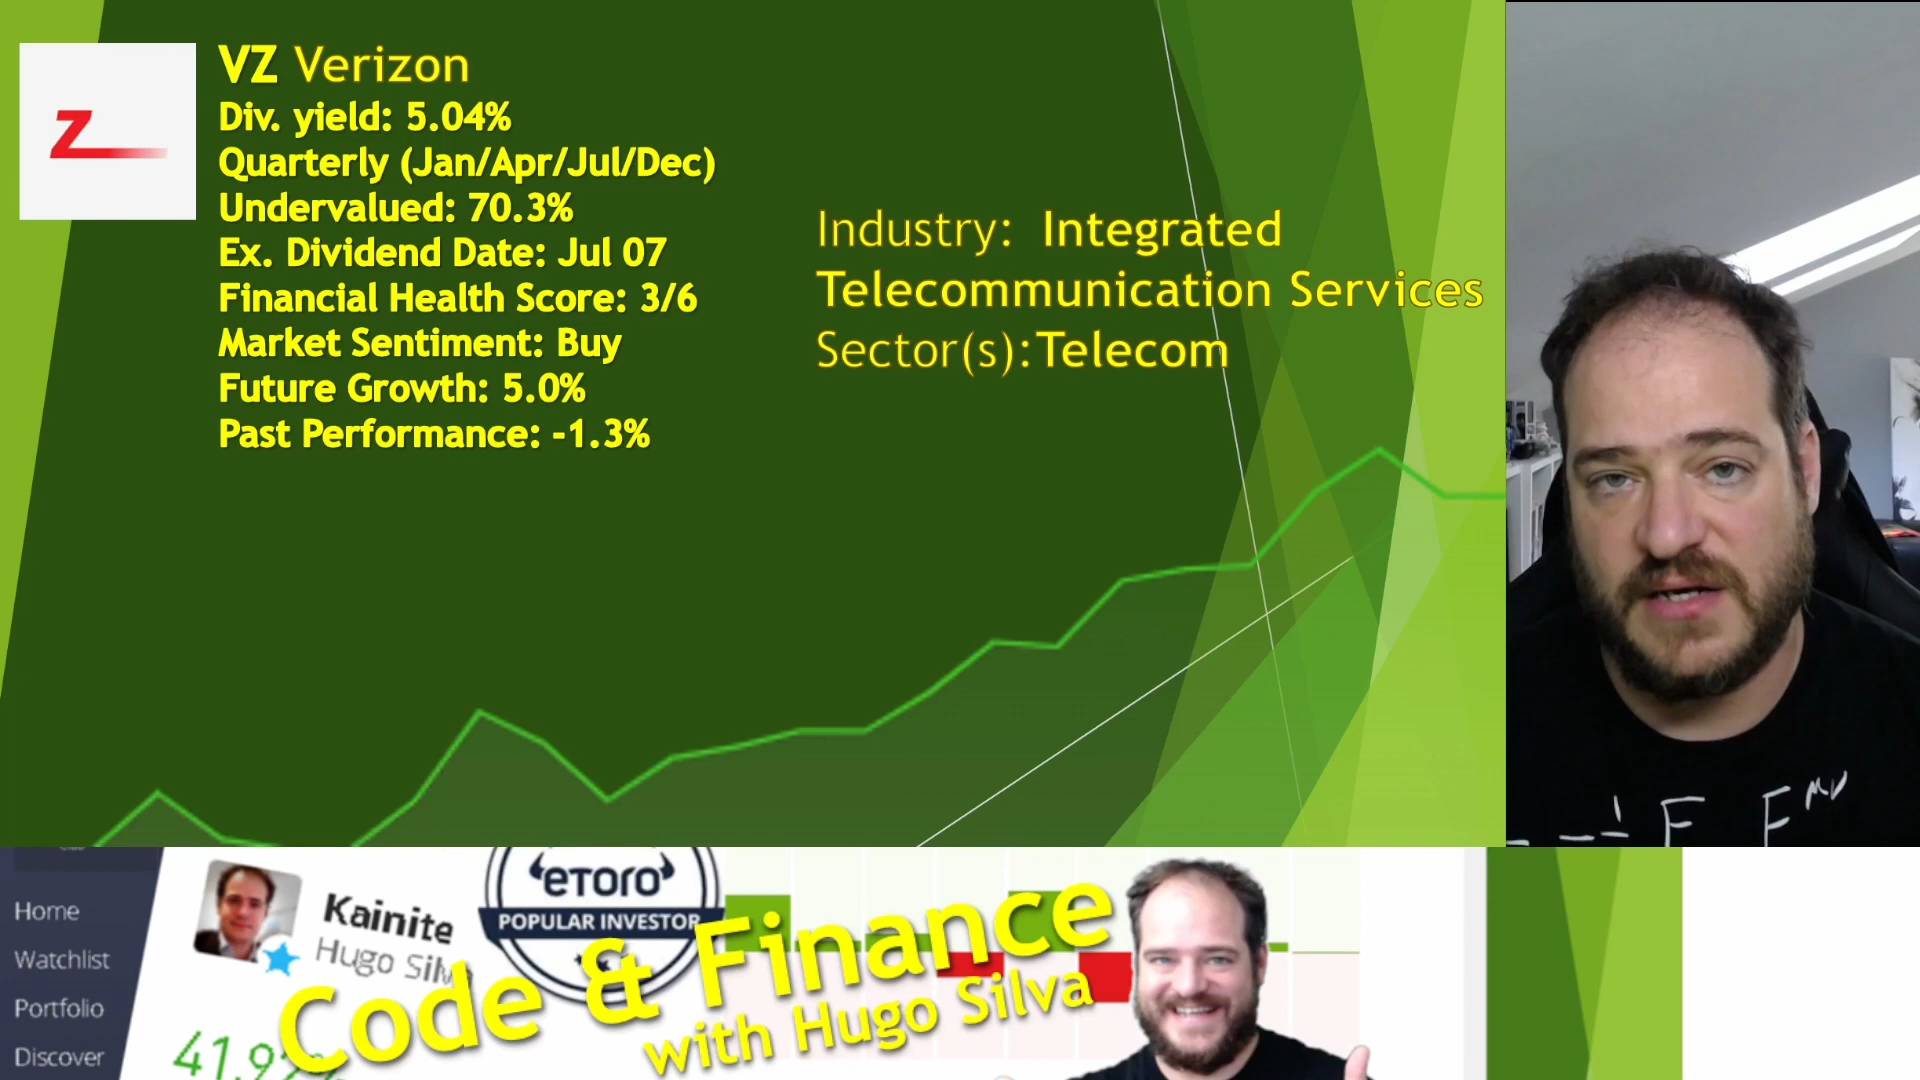 VZ Verizon
Div. yield: 5.04%
Quarterly (Jan/Apr/Jul/Dec)
Undervalued: 70.3%
Ex. Dividend Date: Jul 07
Financial Health Score: 3/6
Market Sentiment: Buy
Future Growth: 5.0%
Past Performance: -1.3%
Industry: Integrated
Telecommunication Services
Sector(s): Telecom
z
Home
Watchlist
Portfolio
Discover
Kainite
Hugo
eToro
POPULAR INVESTOR
Code & Finance
with Hugo Silva